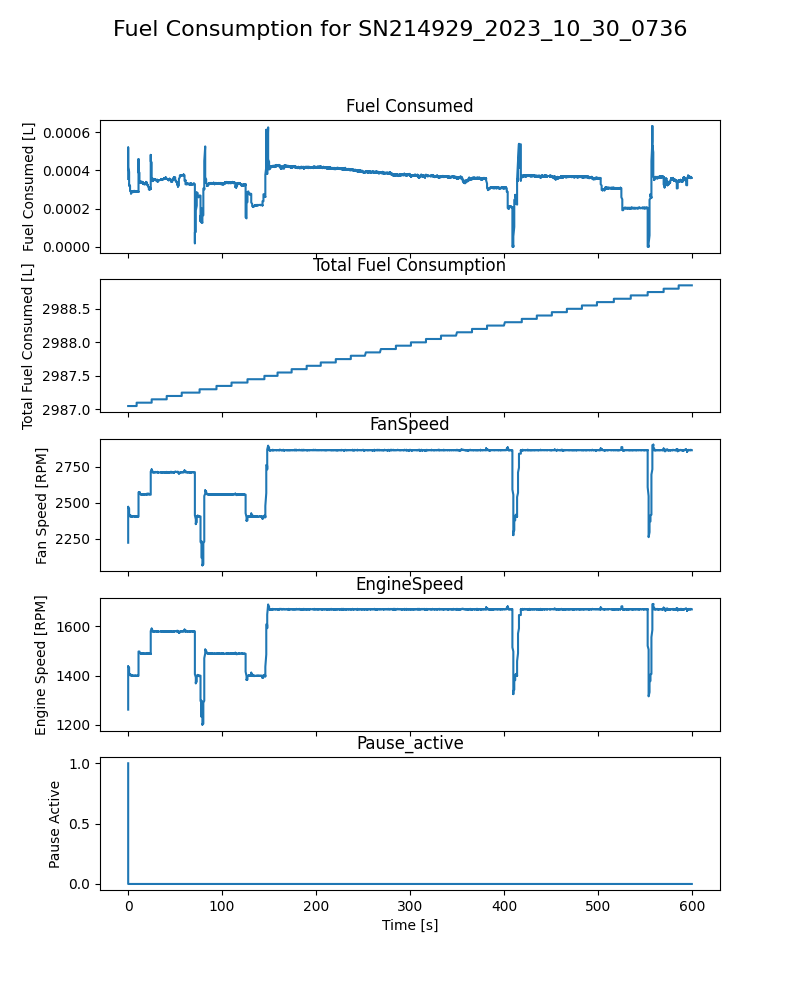 Fuel Consumption for SN214929_2023_10_30_0736
Fuel Consumed
Fuel Consumed [L]
0.0006
0.0004
0.0002
0.0000
Total Fuel Consumption
Total Fuel Consumed [L]
2988.5
2988.0
2987.5
2987.0
FanSpeed
Fan Speed [RPM]
2750
2500
2250
EngineSpeed
Engine Speed [RPM]
1600
1400
1200
Pause_active
Pause Active
1.0
0.5
0.0
0 100 200 300 400 500 600
Time [s]